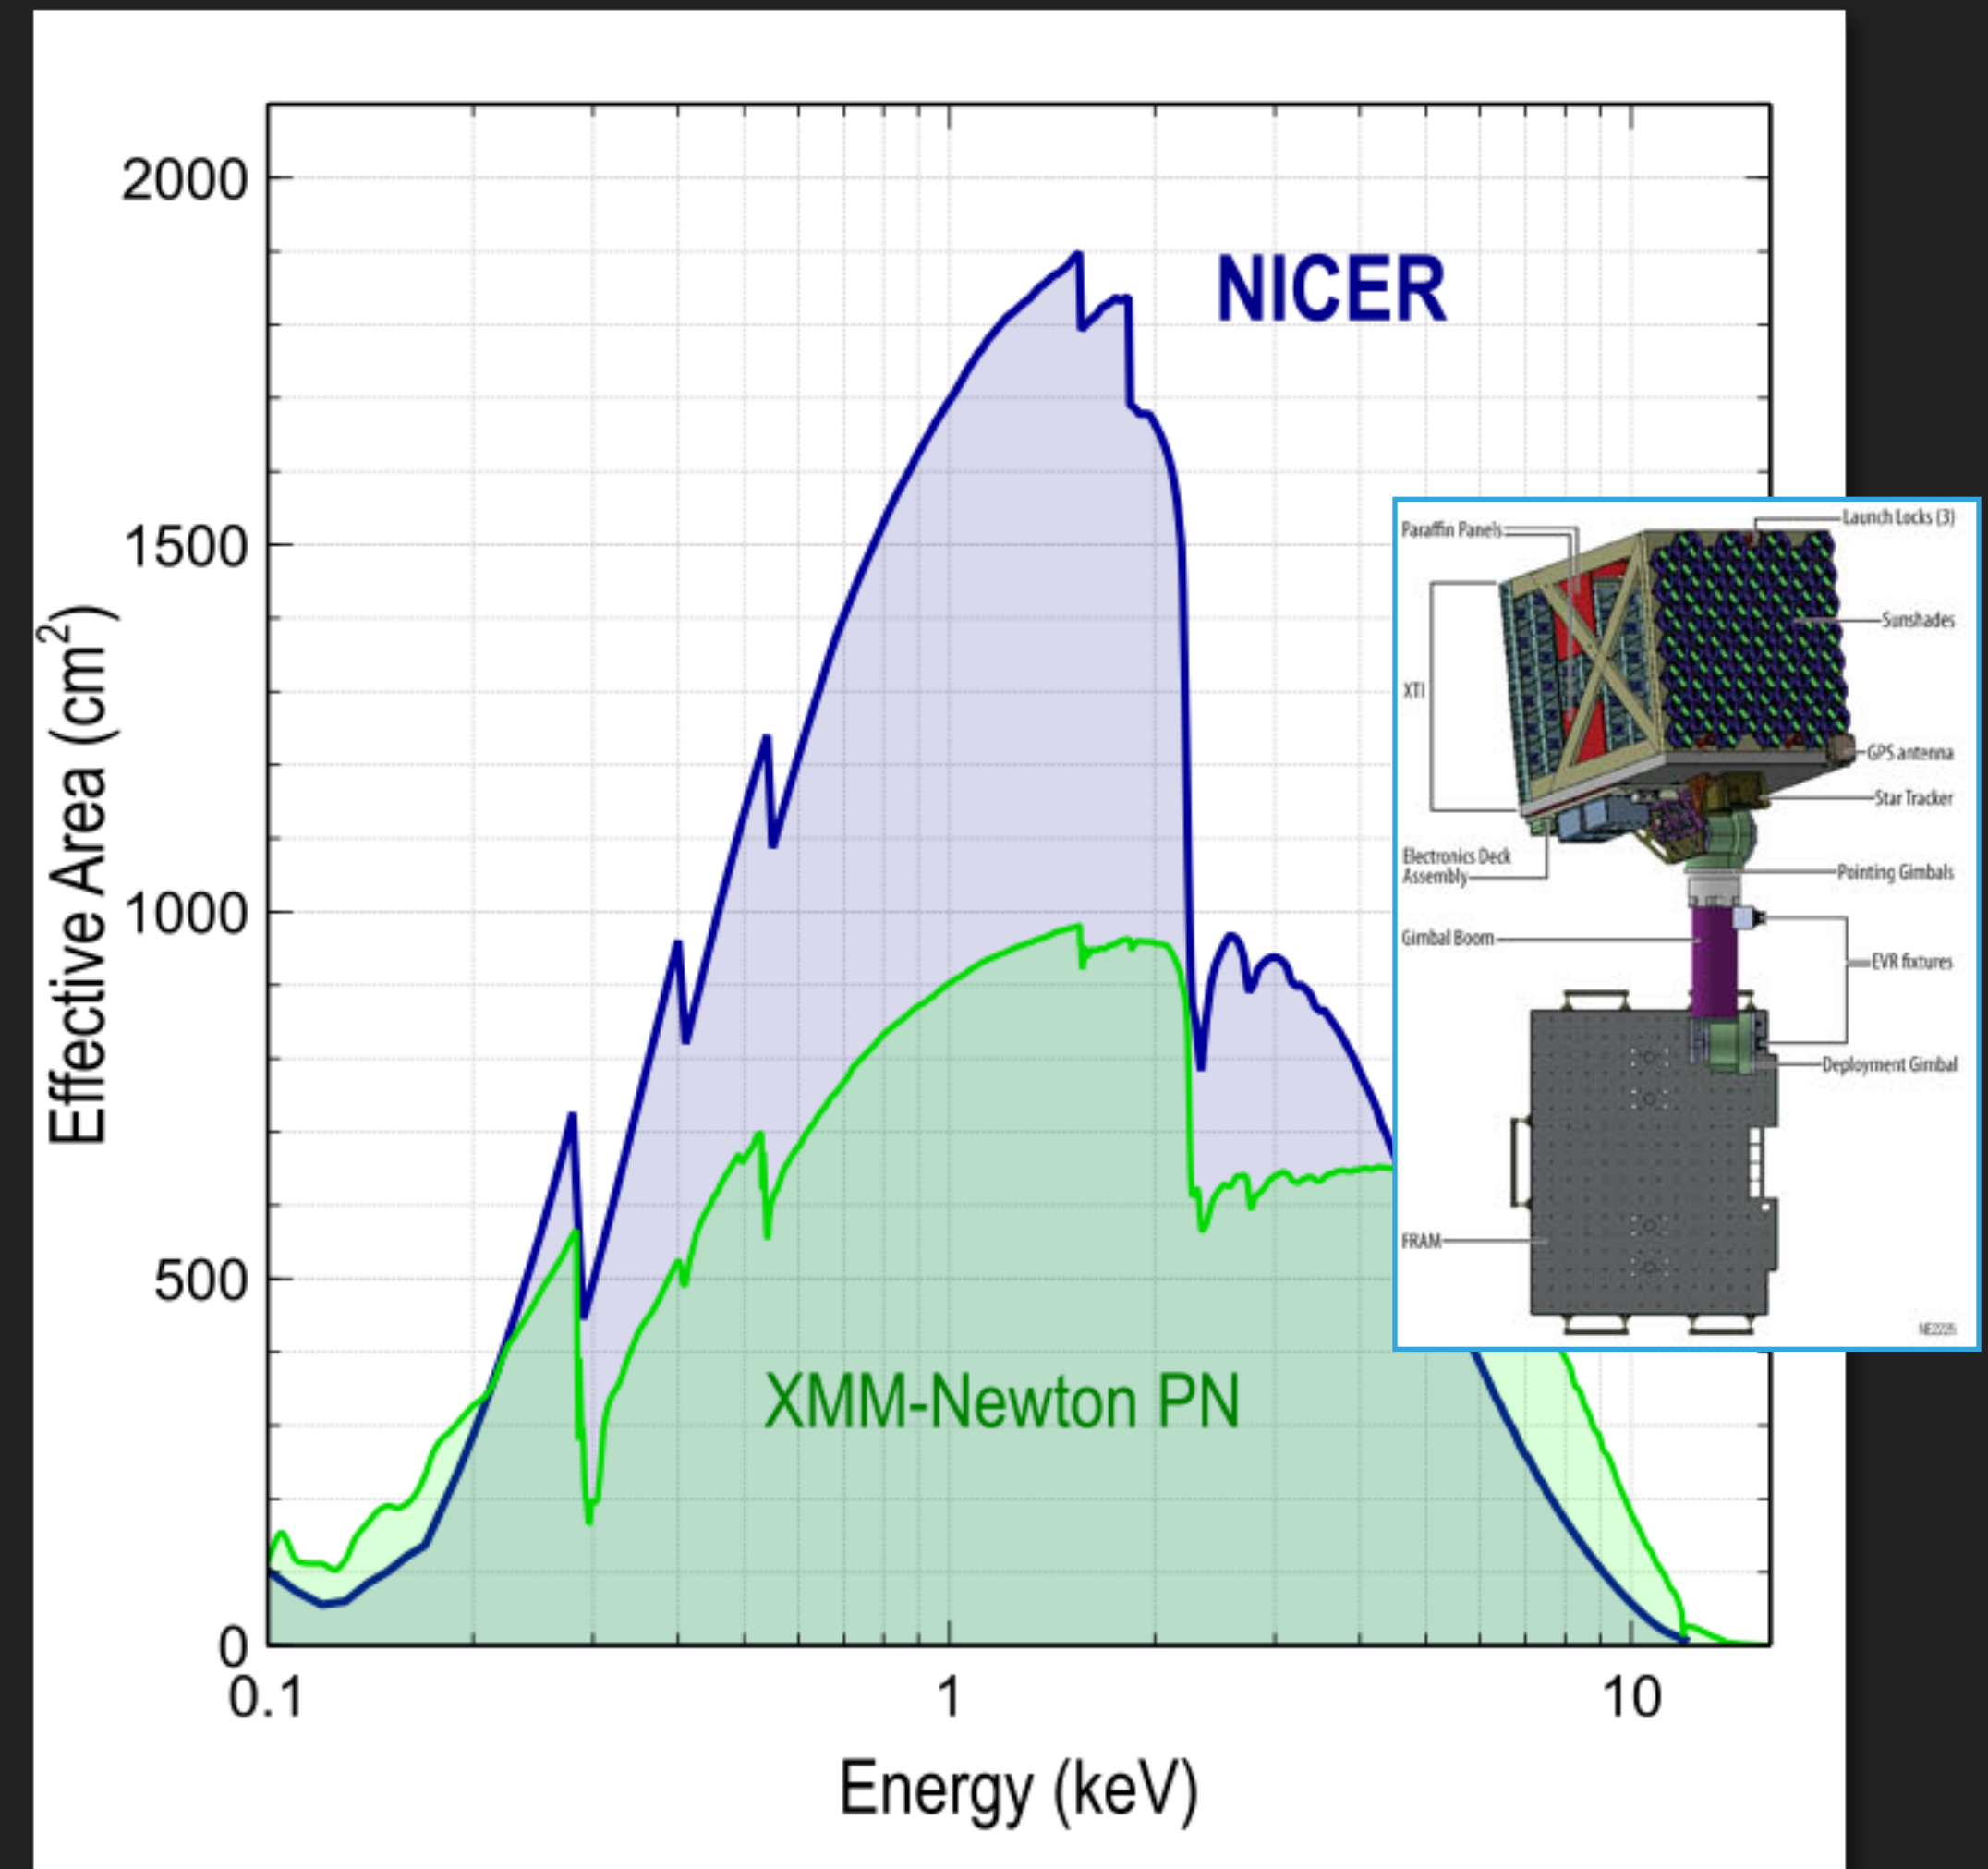 2000
1500
1000
500
0
0.1
1
10
Effective Area (cm²)
Energy (keV)
NICER
XMM-Newton PN
Paraffin Panels
Launch Locks (3)
Sunshades
XTI
GPS antenna
Star Tracker
Electronics Deck
Assembly
Pointing Gimbals
Gimbal Boom
EVR fixtures
Deployment Gimbal
FRAM